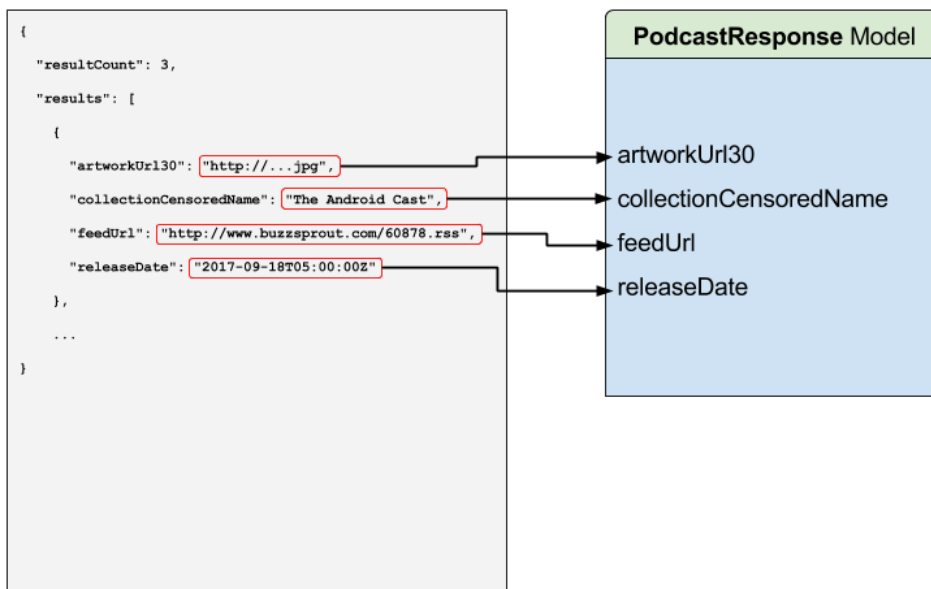 {
"resultCount": 3,
"results": [
{
"artworkUrl30": "http://...jpg",
"collectionCensoredName": "The Android Cast",
"feedUrl": "http://www.buzzsprout.com/60878.rss",
"releaseDate": "2017-09-18T05:00:00Z"
},
...
}
PodcastResponse Model
artworkUrl30
collectionCensoredName
feedUrl
releaseDate